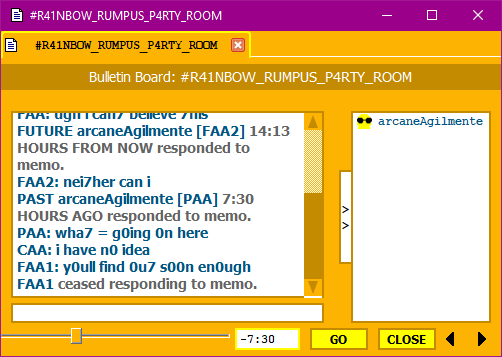 #R41NBOW_RUMPUS_P4RTY_ROOM
#R41NBOW_RUMPUS_P4RTY_ROOM
Bulletin Board: #R41NBOW_RUMPUS_P4RTY_ROOM
FAA: ugh i can7 believe 7his
FUTURE arcaneAgilmente [FAA2] 14:13
HOURS FROM NOW responded to
memo.
FAA2: nei7her can i
PAST arcaneAgilmente [PAA] 7:30
HOURS AGO responded to memo.
PAA: wha7 = g0ing 0n here
CAA: i have n0 idea
FAA1: y0ull find 0u7 s00n en0ugh
FAA1 ceased responding to memo.
arcaneAgilmente
>
>
-7:30
GO
CLOSE